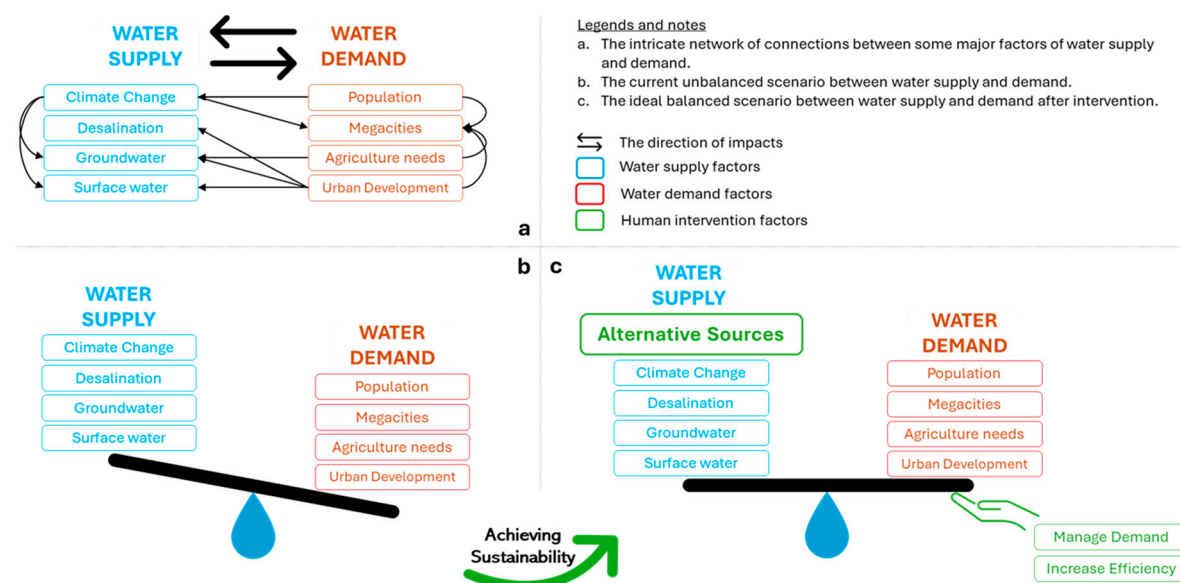 WATER
SUPPLY
WATER
DEMAND
Climate Change
Desalination
Groundwater
Surface water
Population
Megacities
Agriculture needs
Urban Development
a
Legends and notes
a. The intricate network of connections between some major factors of water supply
and demand.
b. The current unbalanced scenario between water supply and demand.
c. The ideal balanced scenario between water supply and demand after intervention.
The direction of impacts
Water supply factors
Water demand factors
Human intervention factors
b
WATER
SUPPLY
Climate Change
Desalination
Groundwater
Surface water
WATER
DEMAND
Population
Megacities
Agriculture needs
Urban Development
Achieving
Sustainability
c
WATER
SUPPLY
Alternative Sources
Climate Change
Desalination
Groundwater
Surface water
WATER
DEMAND
Population
Megacities
Agriculture needs
Urban Development
Manage Demand
Increase Efficiency